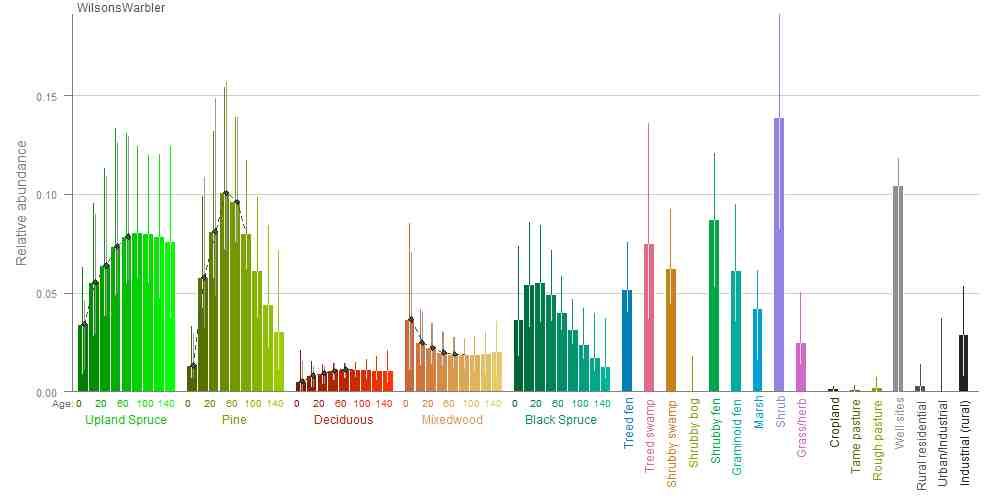 WilsonsWarbler
Relative abundance
0.15
0.10
0.05
0.00
Age: 0 20 60 100 140 0 20 60 100 140 0 20 60 100 140 0 20 60 100 140 0 20 60 100 140
Upland Spruce Pine Deciduous Mixedwood Black Spruce
Treed fen
Treed swamp
Shrubby swamp
Shrubby bog
Shrubby fen
Graminoid fen
Marsh
Shrub
Grass/herb
Cropland
Tame pasture
Rough pasture
Well sites
Rural residential
Urban/Industrial
Industrial (rural)